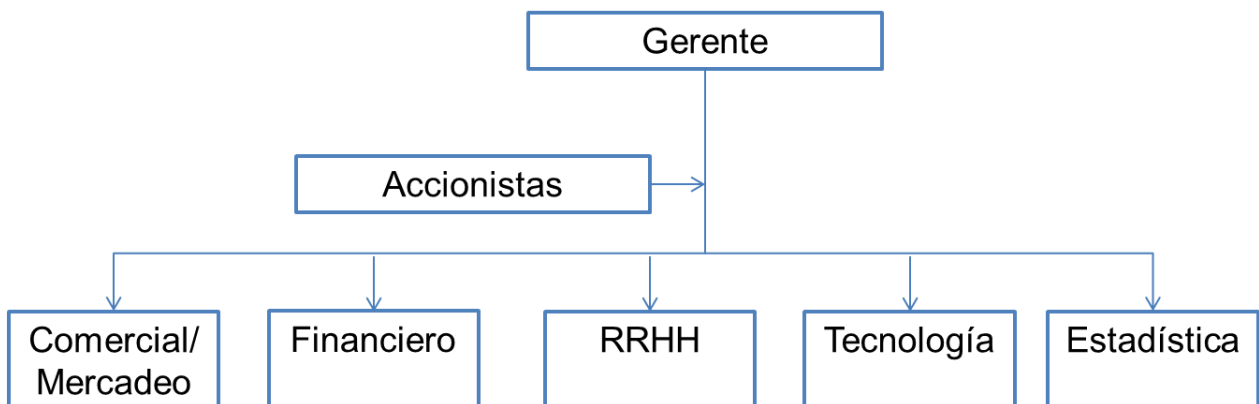 Gerente
Accionistas
Comercial/
Mercadeo
Financiero
RRHH
Tecnología
Estadística